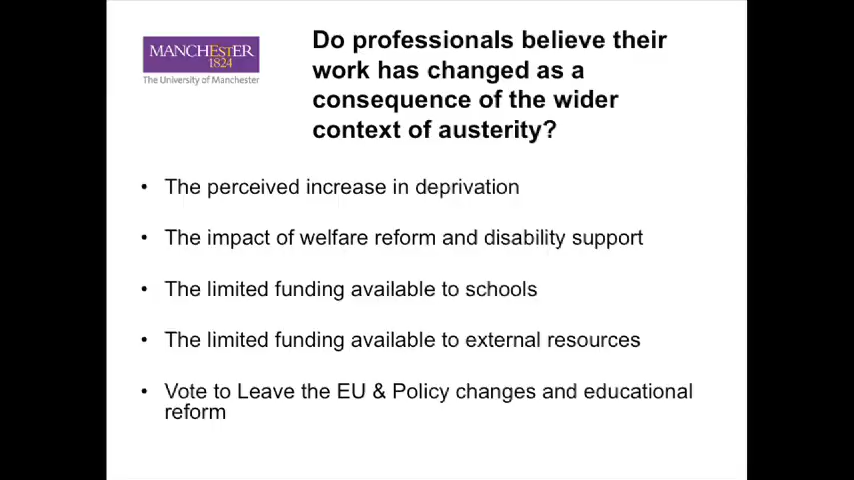 MANCHESTER
1824
The University of Manchester
Do professionals believe their
work has changed as a
consequence of the wider
context of austerity?
• The perceived increase in deprivation
• The impact of welfare reform and disability support
• The limited funding available to schools
• The limited funding available to external resources
• Vote to Leave the EU & Policy changes and educational
reform